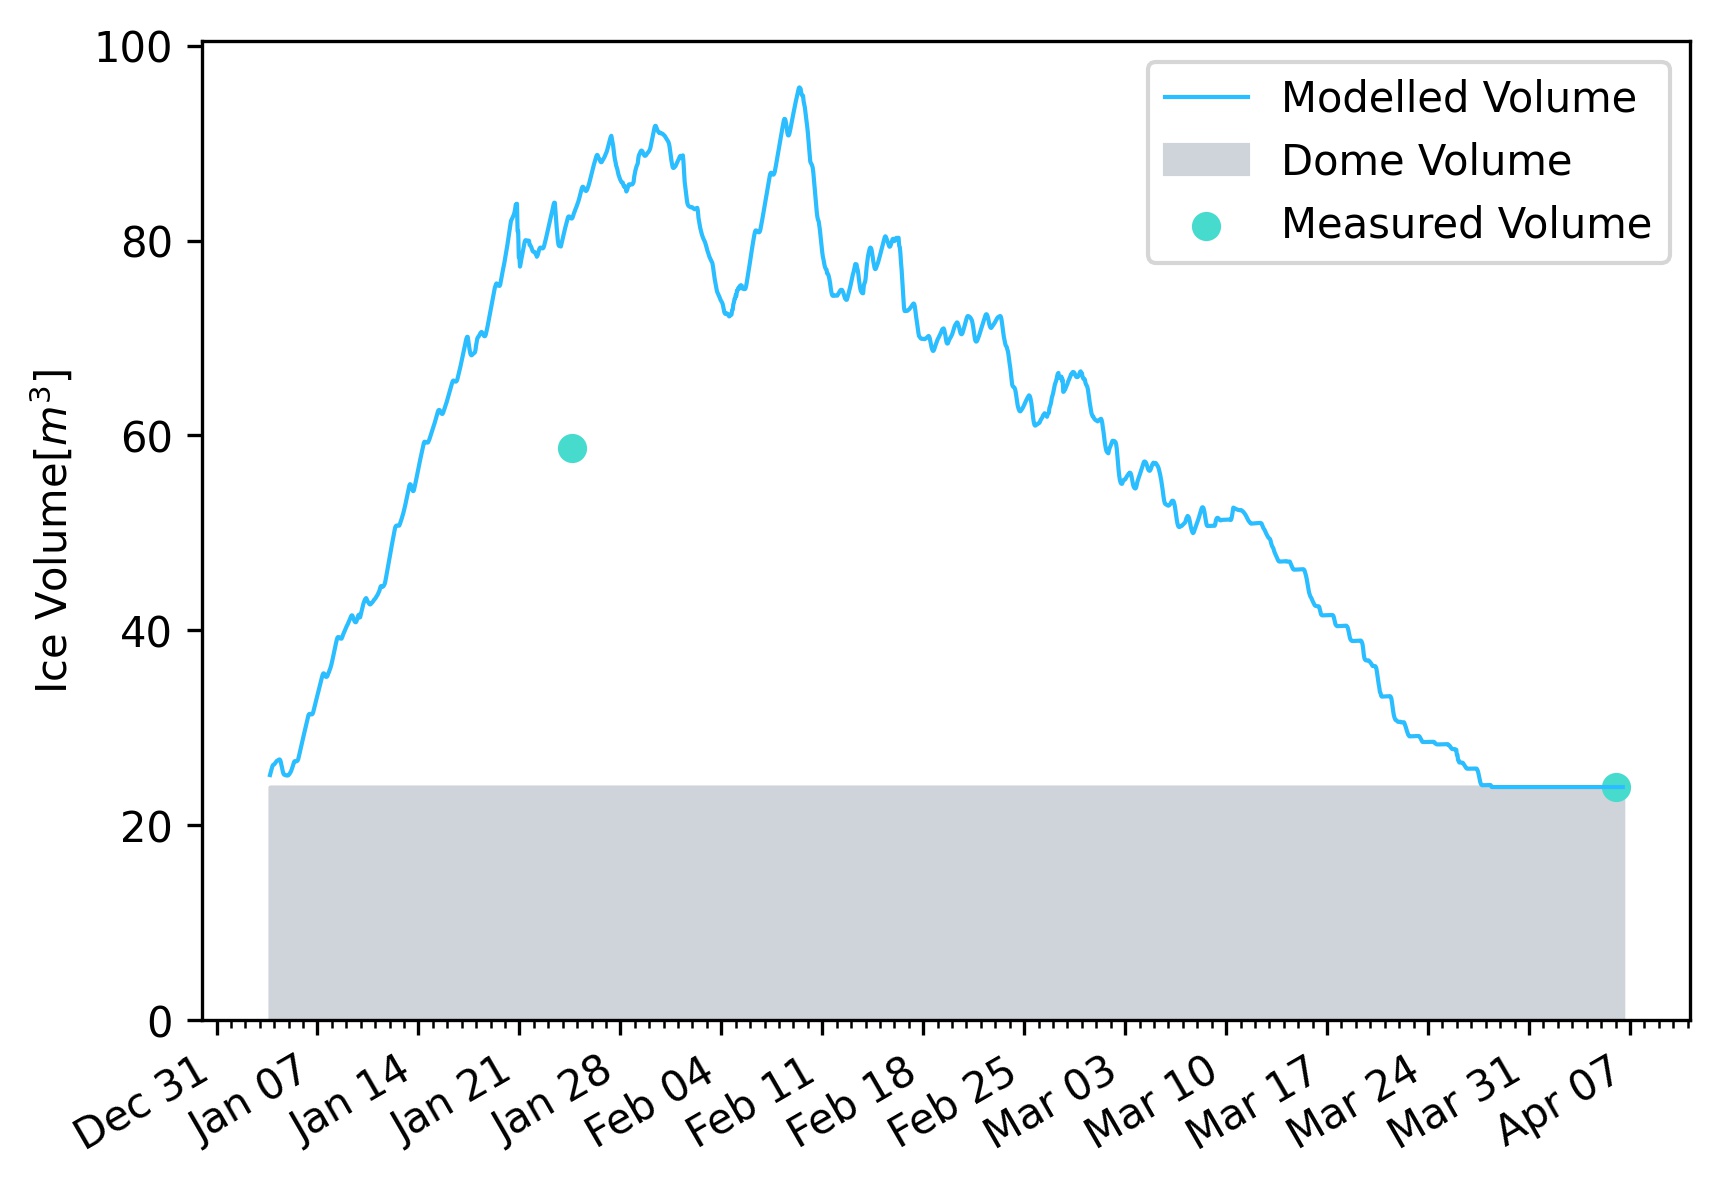 100
80
60
40
20
0
Ice Volume[m³]
Modelled Volume
Dome Volume
Measured Volume
Dec 31
Jan 07
Jan 14
Jan 21
Jan 28
Feb 04
Feb 11
Feb 18
Feb 25
Mar 03
Mar 10
Mar 17
Mar 24
Mar 31
Apr 07